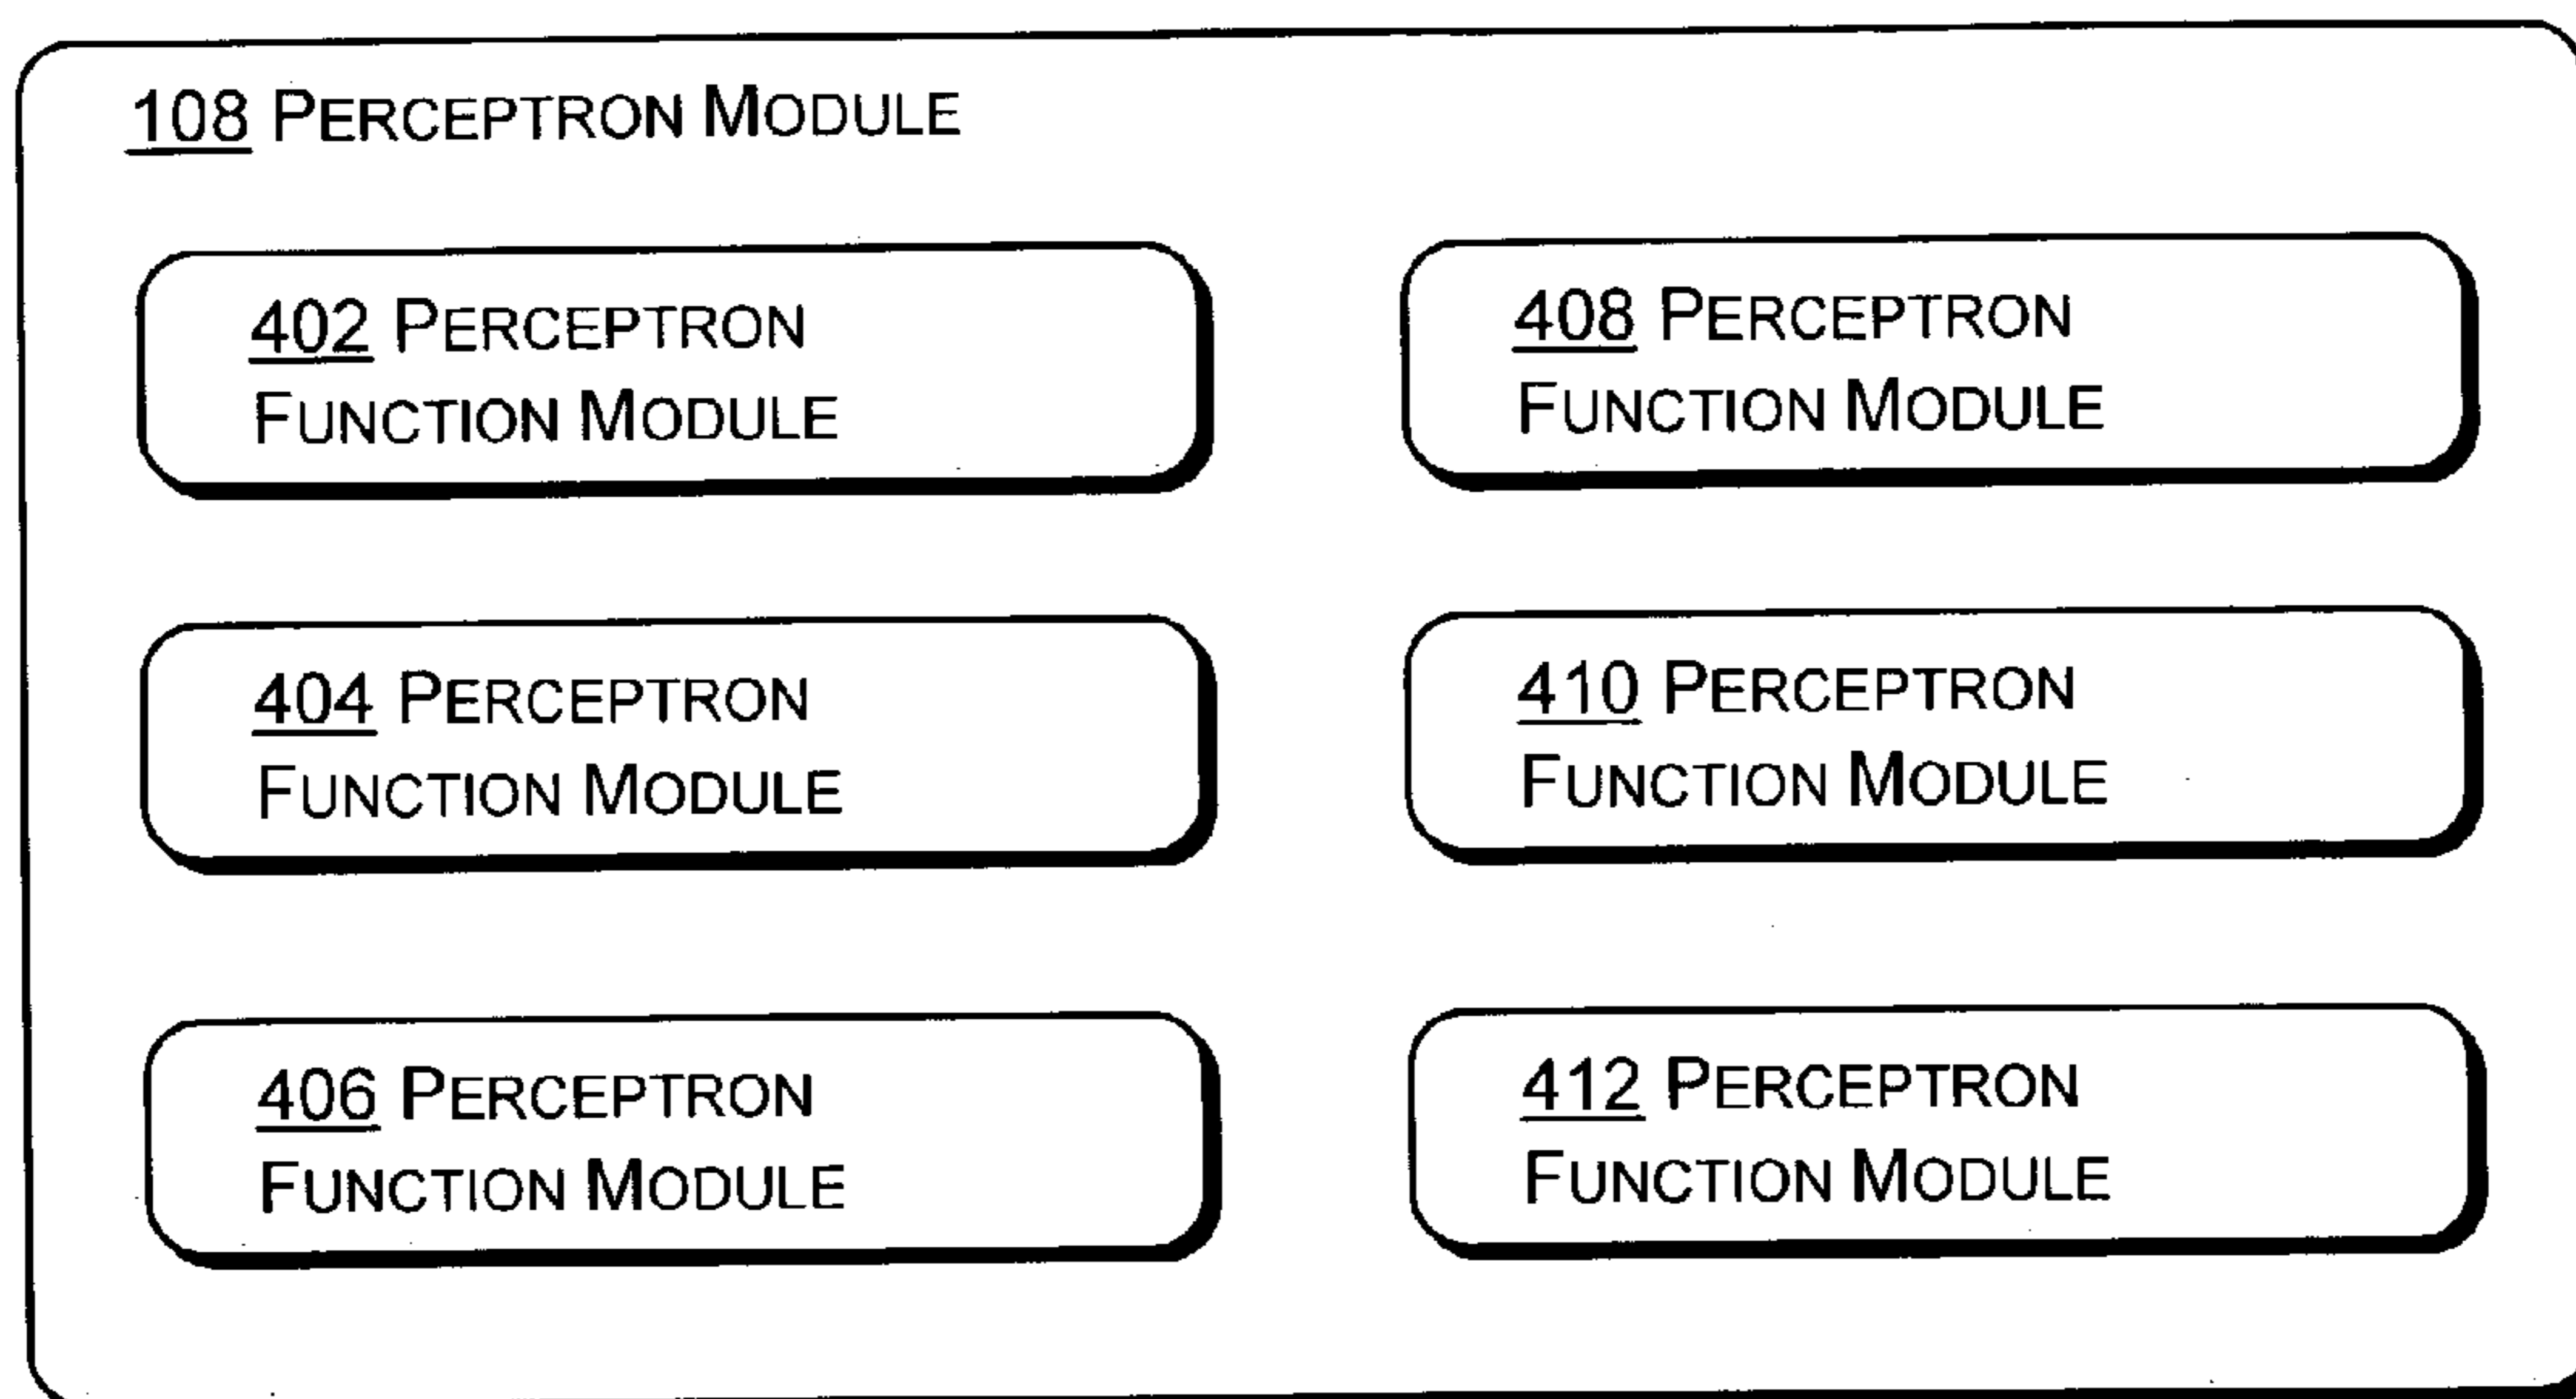 108 PERCEPTRON MODULE
402 PERCEPTRON
FUNCTION MODULE
408 PERCEPTRON
FUNCTION MODULE
404 PERCEPTRON
FUNCTION MODULE
410 PERCEPTRON
FUNCTION MODULE
406 PERCEPTRON
FUNCTION MODULE
412 PERCEPTRON
FUNCTION MODULE